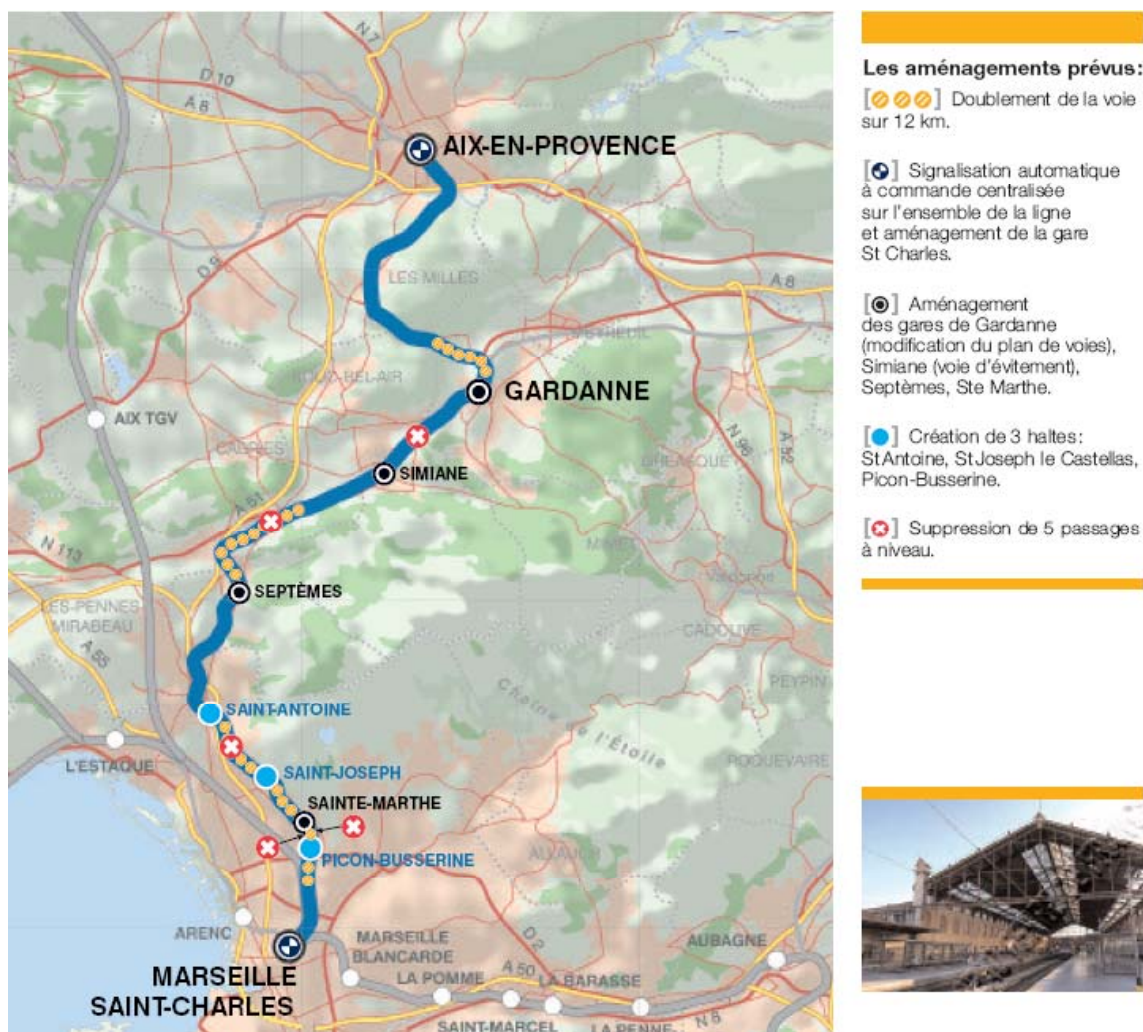 N 7
D 10
A 8
AIX-EN-PROVENCE
D 9
LES MILLES
A 8
GARDANNE
AIX TGV
SIMIANE
A 51
N 96
A 52
N 113
SEPTÈMES
LES-PENNES
MIRABEAU
A 55
CADOLIVE
PEYPIN
Chaîne de l'Étoile
SAINT-ANTOINE
L'ESTAQUE
SAINT-JOSEPH
ROQUEVAIRE
SAINTE-MARTHE
PICON-BUSSERINE
ALLAUCH
ARENC
MARSEILLE
BLANCARDE
D 2
AUBAGNE
MARSEILLE
SAINT-CHARLES
LA POMME
A 50
LA BARASSE
SAINT-MARCEL
LA PENNE-
N 8
Les aménagements prévus:
[ ] Doublement de la voie
sur 12 km.
[ ] Signalisation automatique
à commande centralisée
sur l'ensemble de la ligne
et aménagement de la gare
St Charles.
[ ] Aménagement
des gares de Gardanne
(modification du plan de voies),
Simiane (voie d'évitement),
Septèmes, Ste Marthe.
[ ] Création de 3 haltes:
St Antoine, St Joseph le Castellas,
Picon-Busserine.
[ ] Suppression de 5 passages
à niveau.